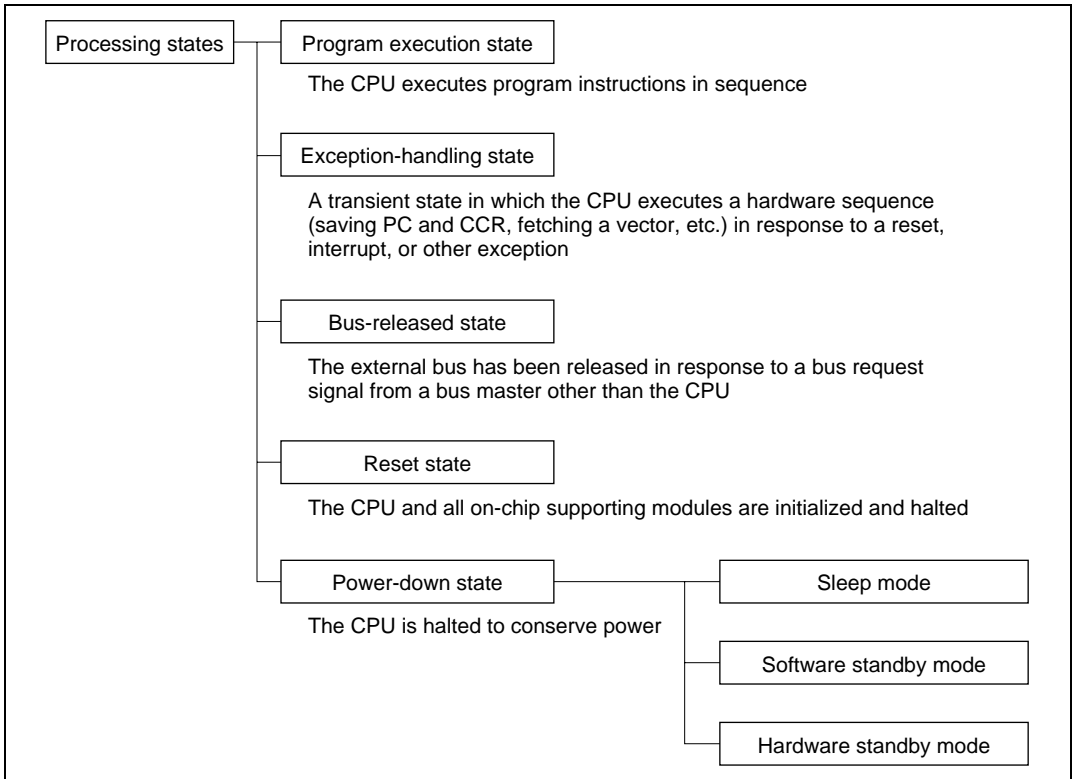 Processing states
Program execution state
The CPU executes program instructions in sequence
Exception-handling state
A transient state in which the CPU executes a hardware sequence
(saving PC and CCR, fetching a vector, etc.) in response to a reset,
interrupt, or other exception
Bus-released state
The external bus has been released in response to a bus request
signal from a bus master other than the CPU
Reset state
The CPU and all on-chip supporting modules are initialized and halted
Power-down state
Sleep mode
The CPU is halted to conserve power
Software standby mode
Hardware standby mode